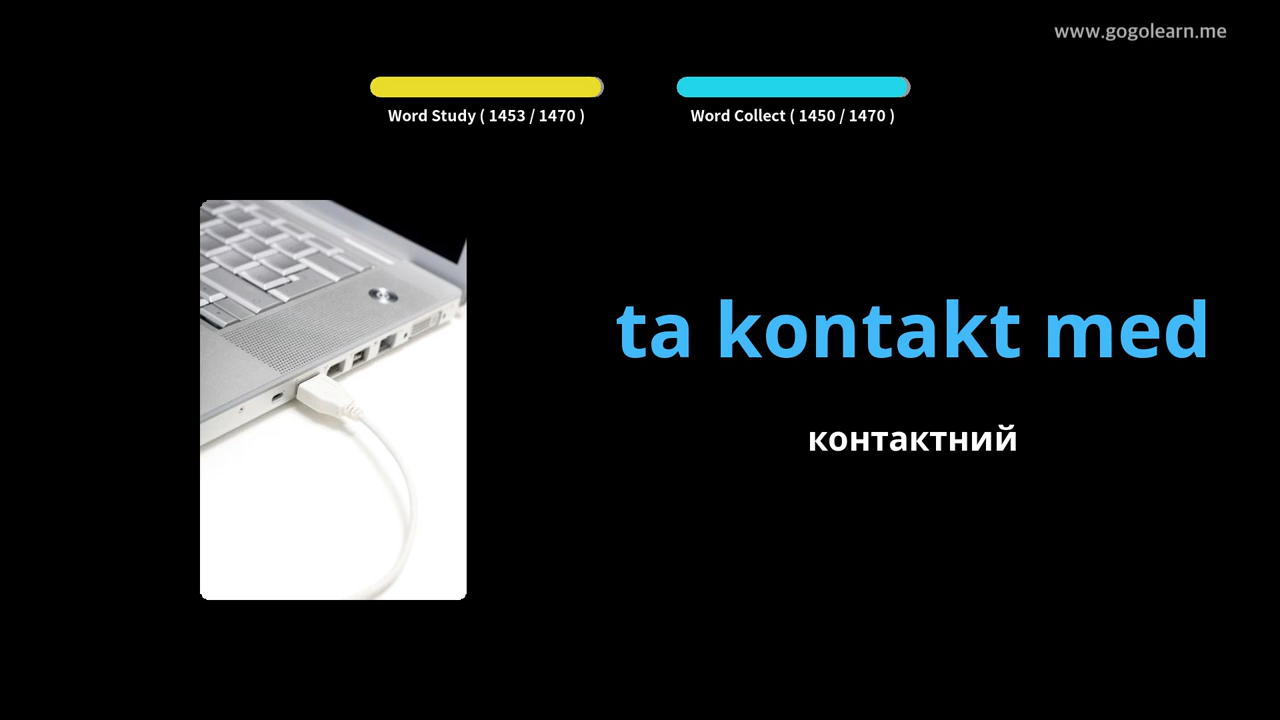 www.gogolearn.me
Word Study ( 1453 / 1470 )
Word Collect ( 1450 / 1470 )
ta kontakt med
контактний